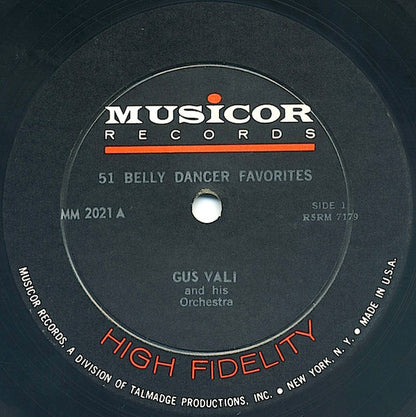 MUSICOR
RECORDS
51 BELLY DANCER FAVORITES
MM 2021 A
SIDE 1
R5RM 7179
GUS VALI
and his
Orchestra
HIGH FIDELITY
MUSICOR RECORDS, A DIVISION OF TALMADGE PRODUCTIONS, INC. • NEW YORK, N.Y. • MADE IN U.S.A.